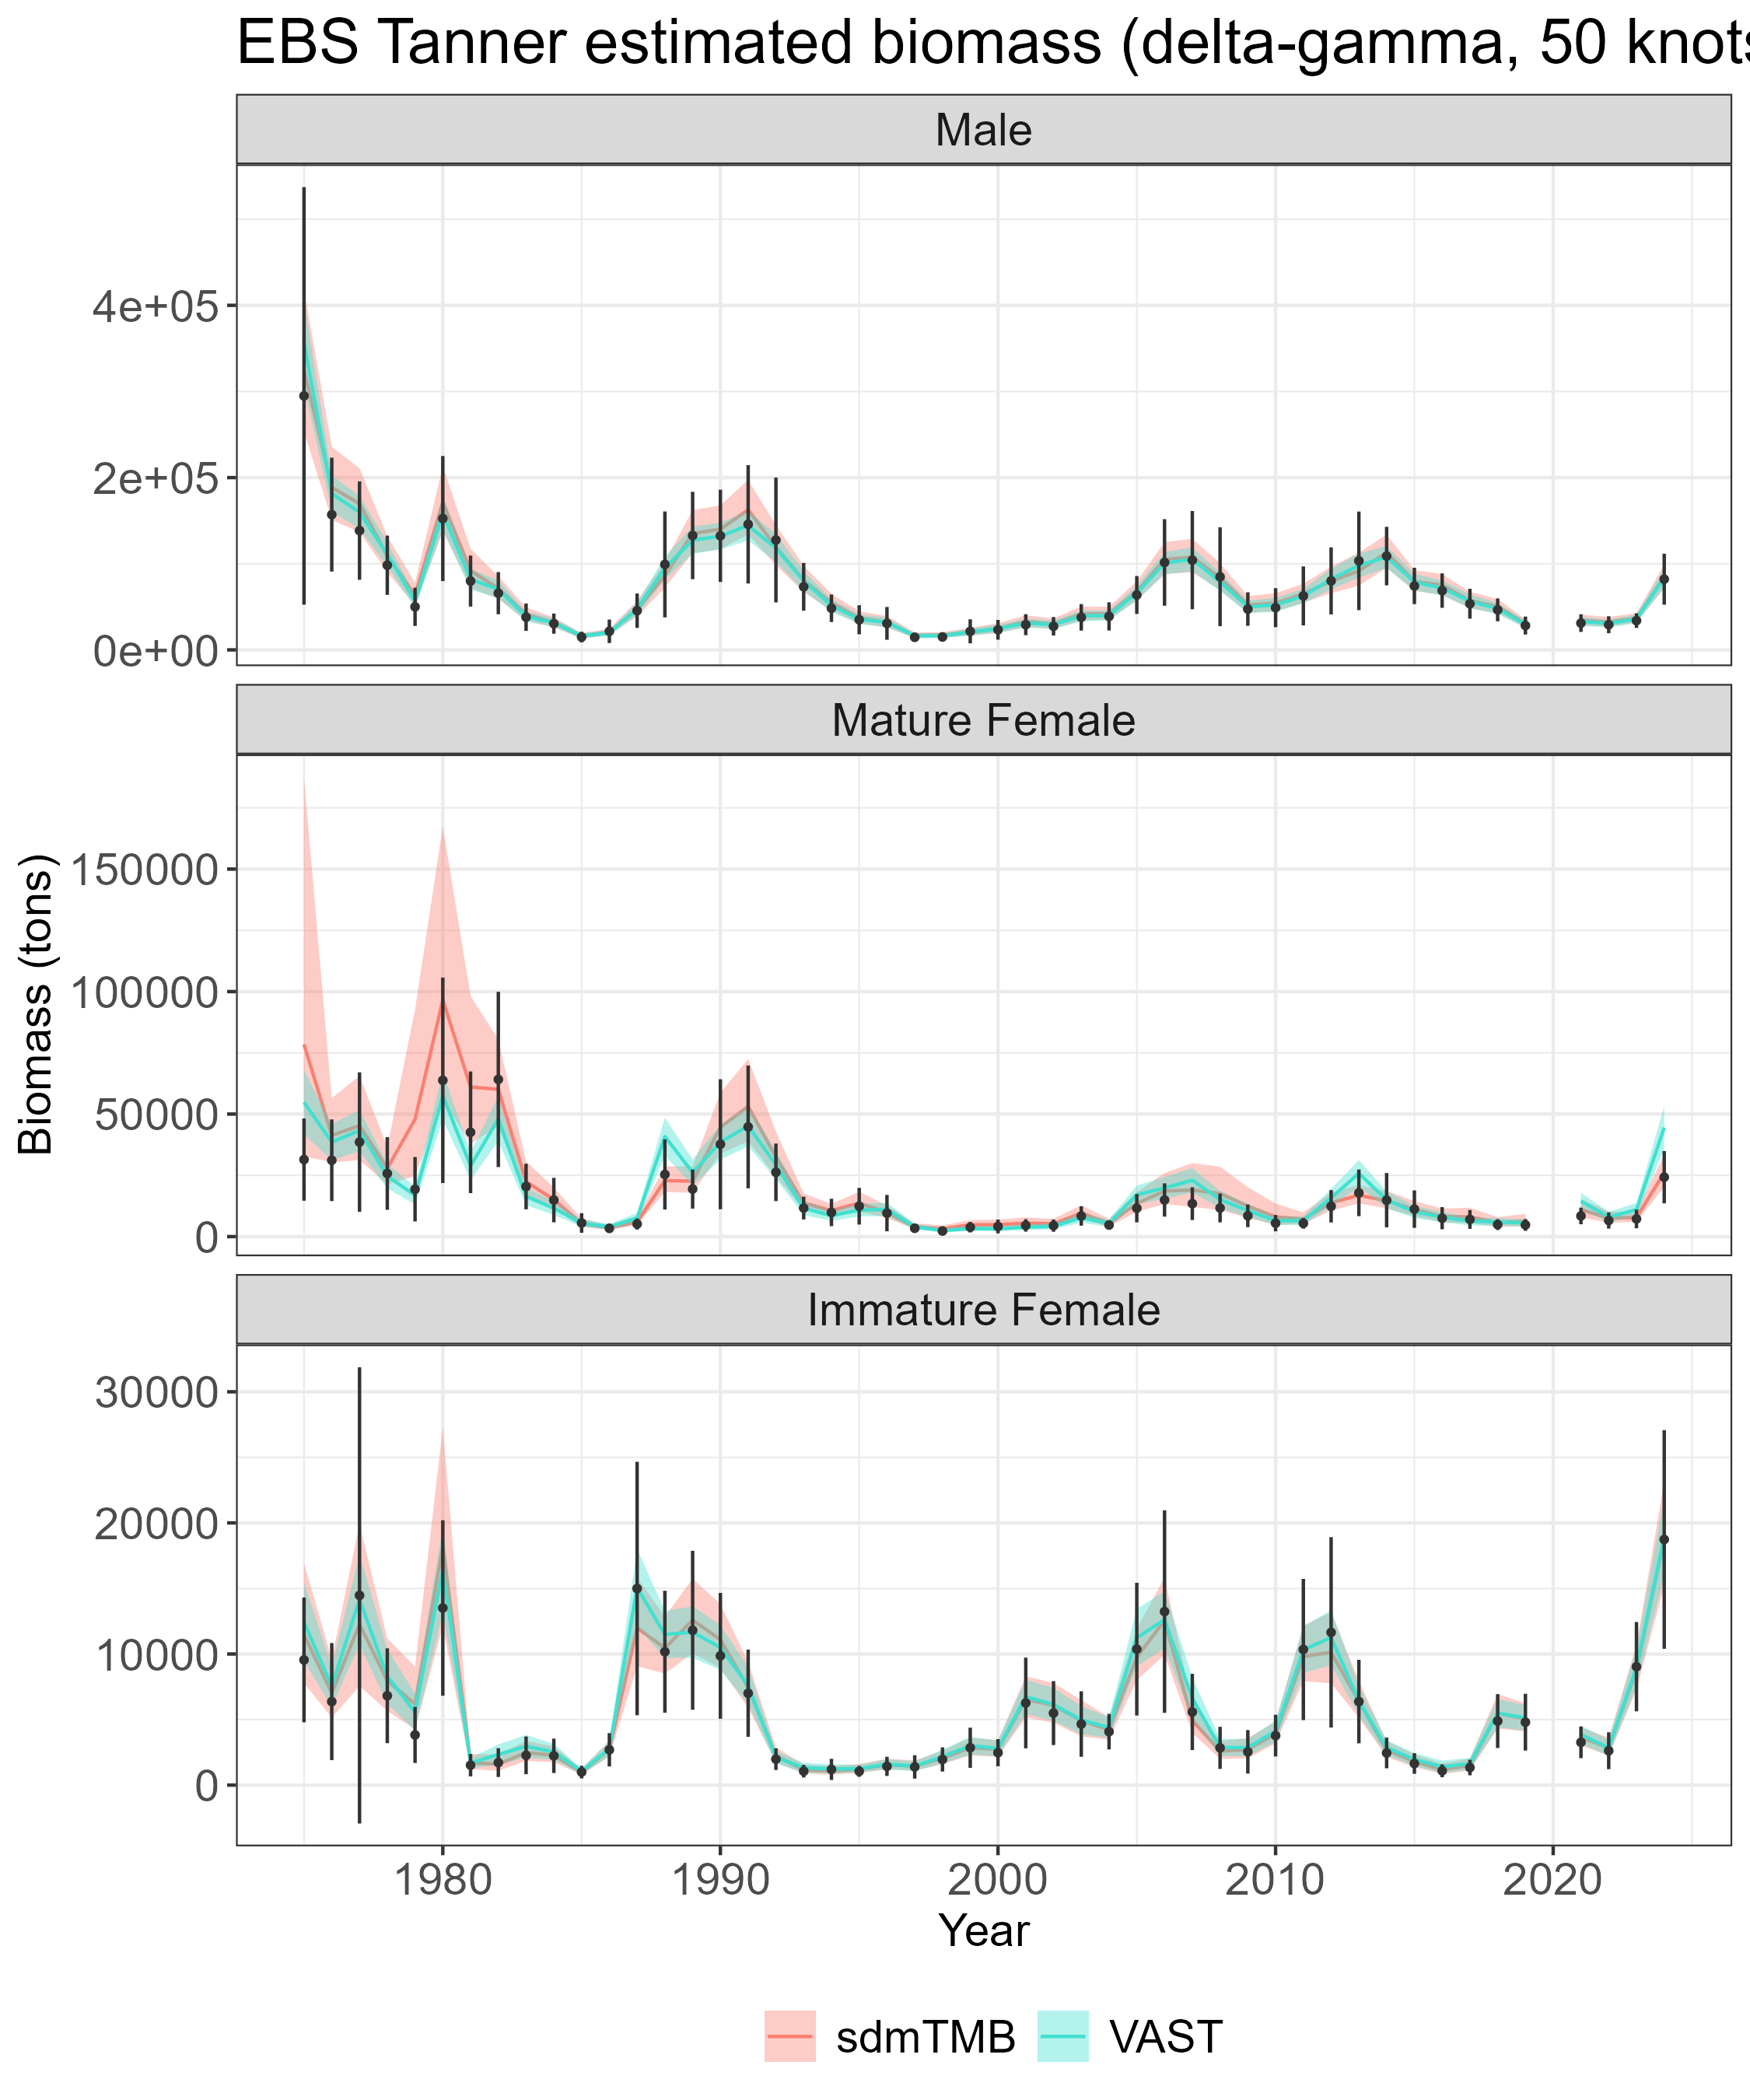 EBS Tanner estimated biomass (delta-gamma, 50 knots
Male
4e+05
2e+05
0e+00
Mature Female
150000
100000
50000
0
Immature Female
30000
20000
10000
0
Biomass (tons)
1980 1990 2000 2010 2020
Year
sdmTMB VAST